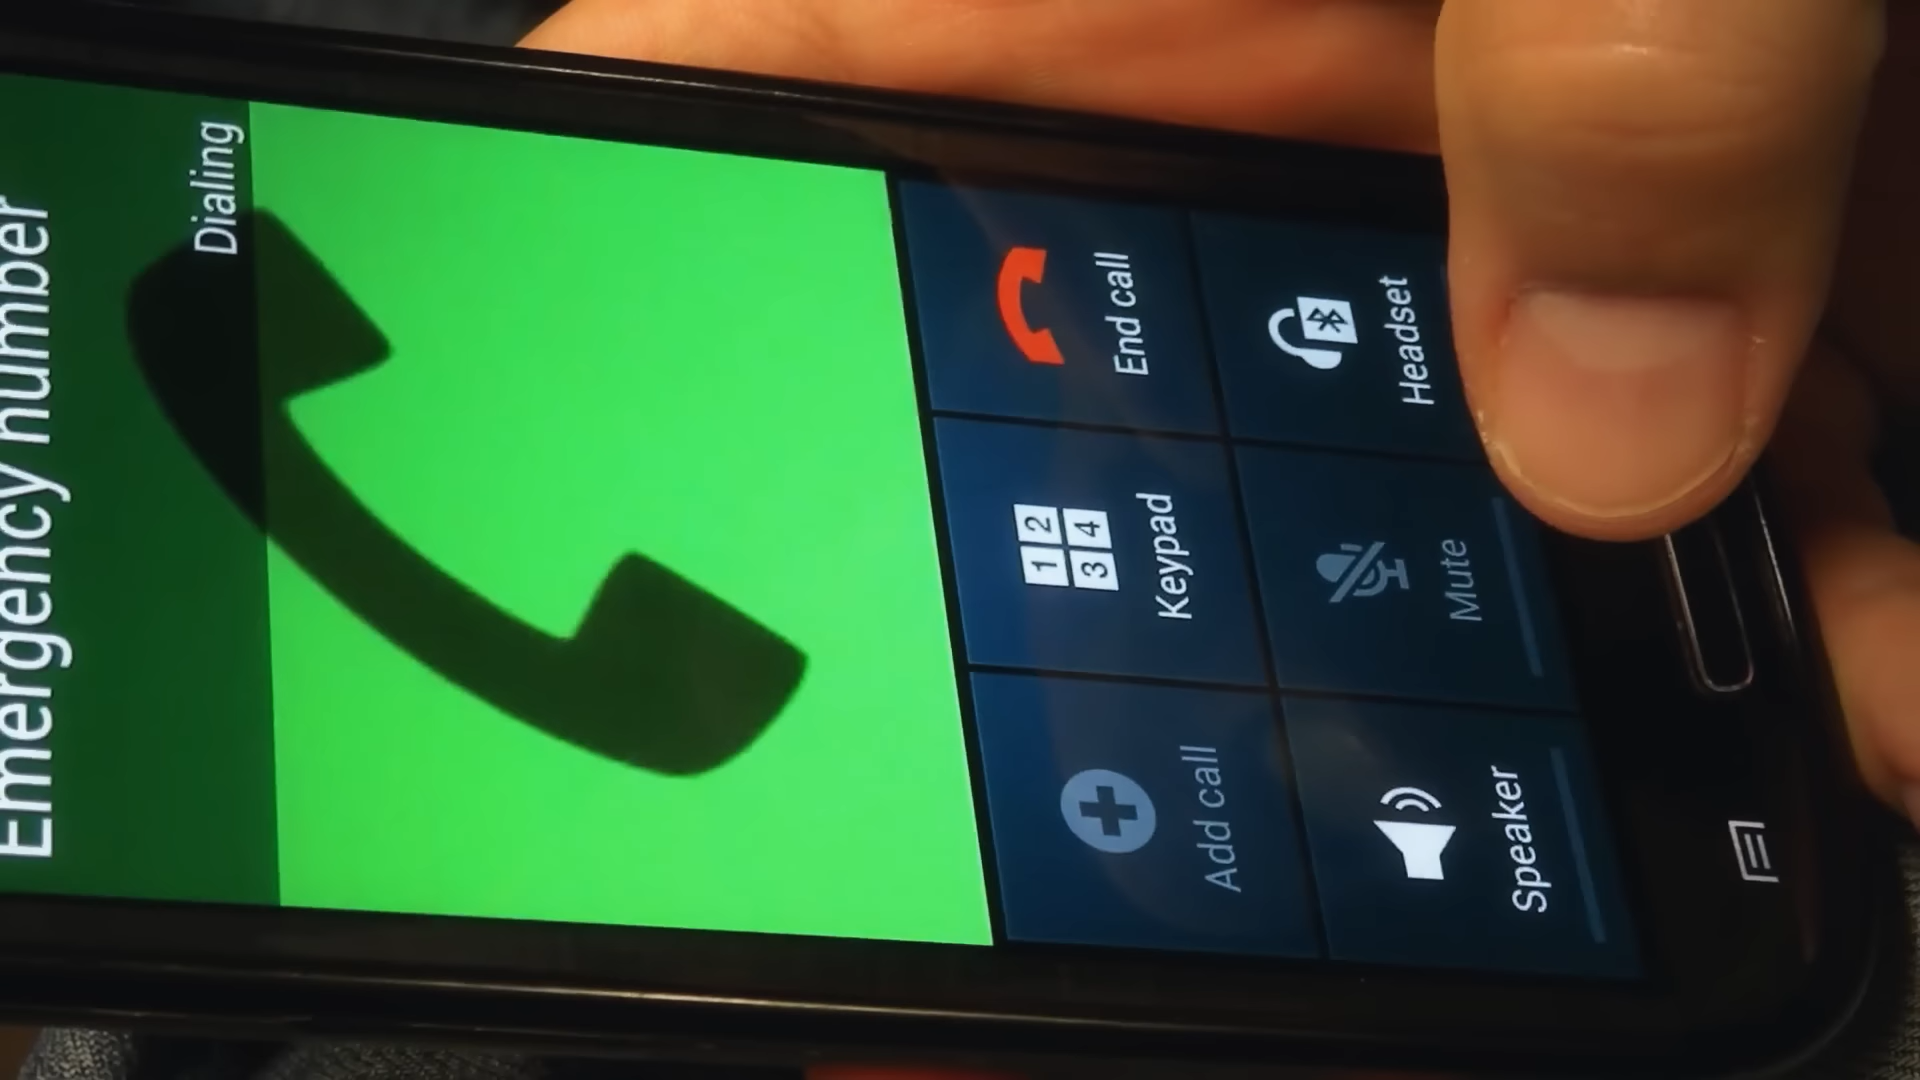 Emergency number
Dialing
Add call
1 2
3 4
Keypad
End call
Speaker
Mute
Headset